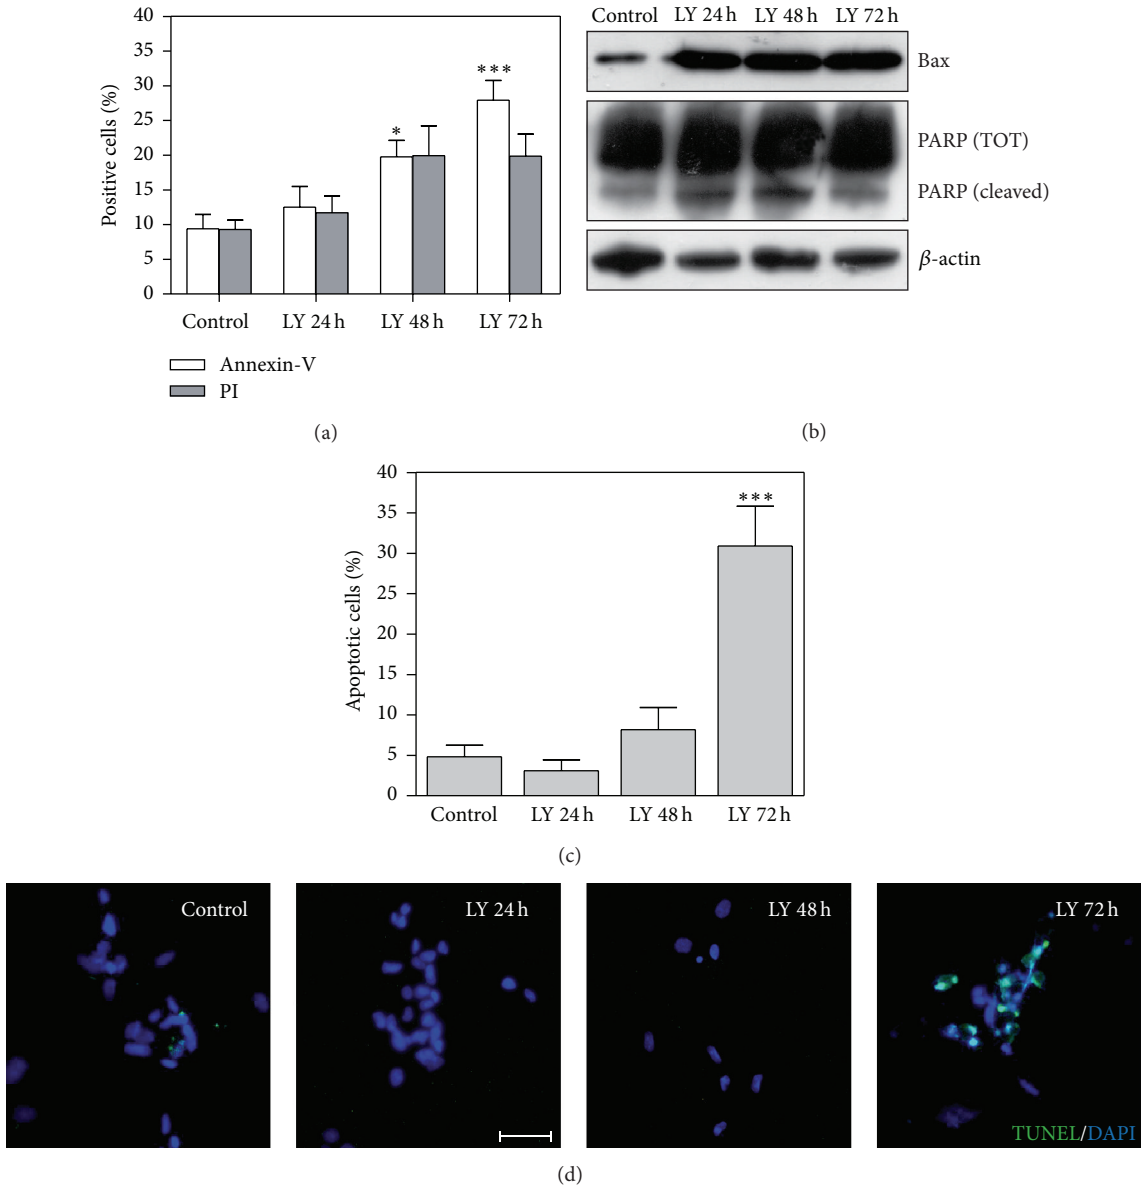 40
35
30
25
20
15
10
5
0
Positive cells (%)
*
***
Control LY 24 h LY 48 h LY 72 h
Annexin-V
PI
(a)
Control LY 24 h LY 48 h LY 72 h
Bax
PARP (TOT)
PARP (cleaved)
β-actin
(b)
40
35
30
25
20
15
10
5
0
Apoptotic cells (%)
***
Control LY 24 h LY 48 h LY 72 h
(c)
Control LY 24 h LY 48 h LY 72 h
TUNEL/DAPI
(d)